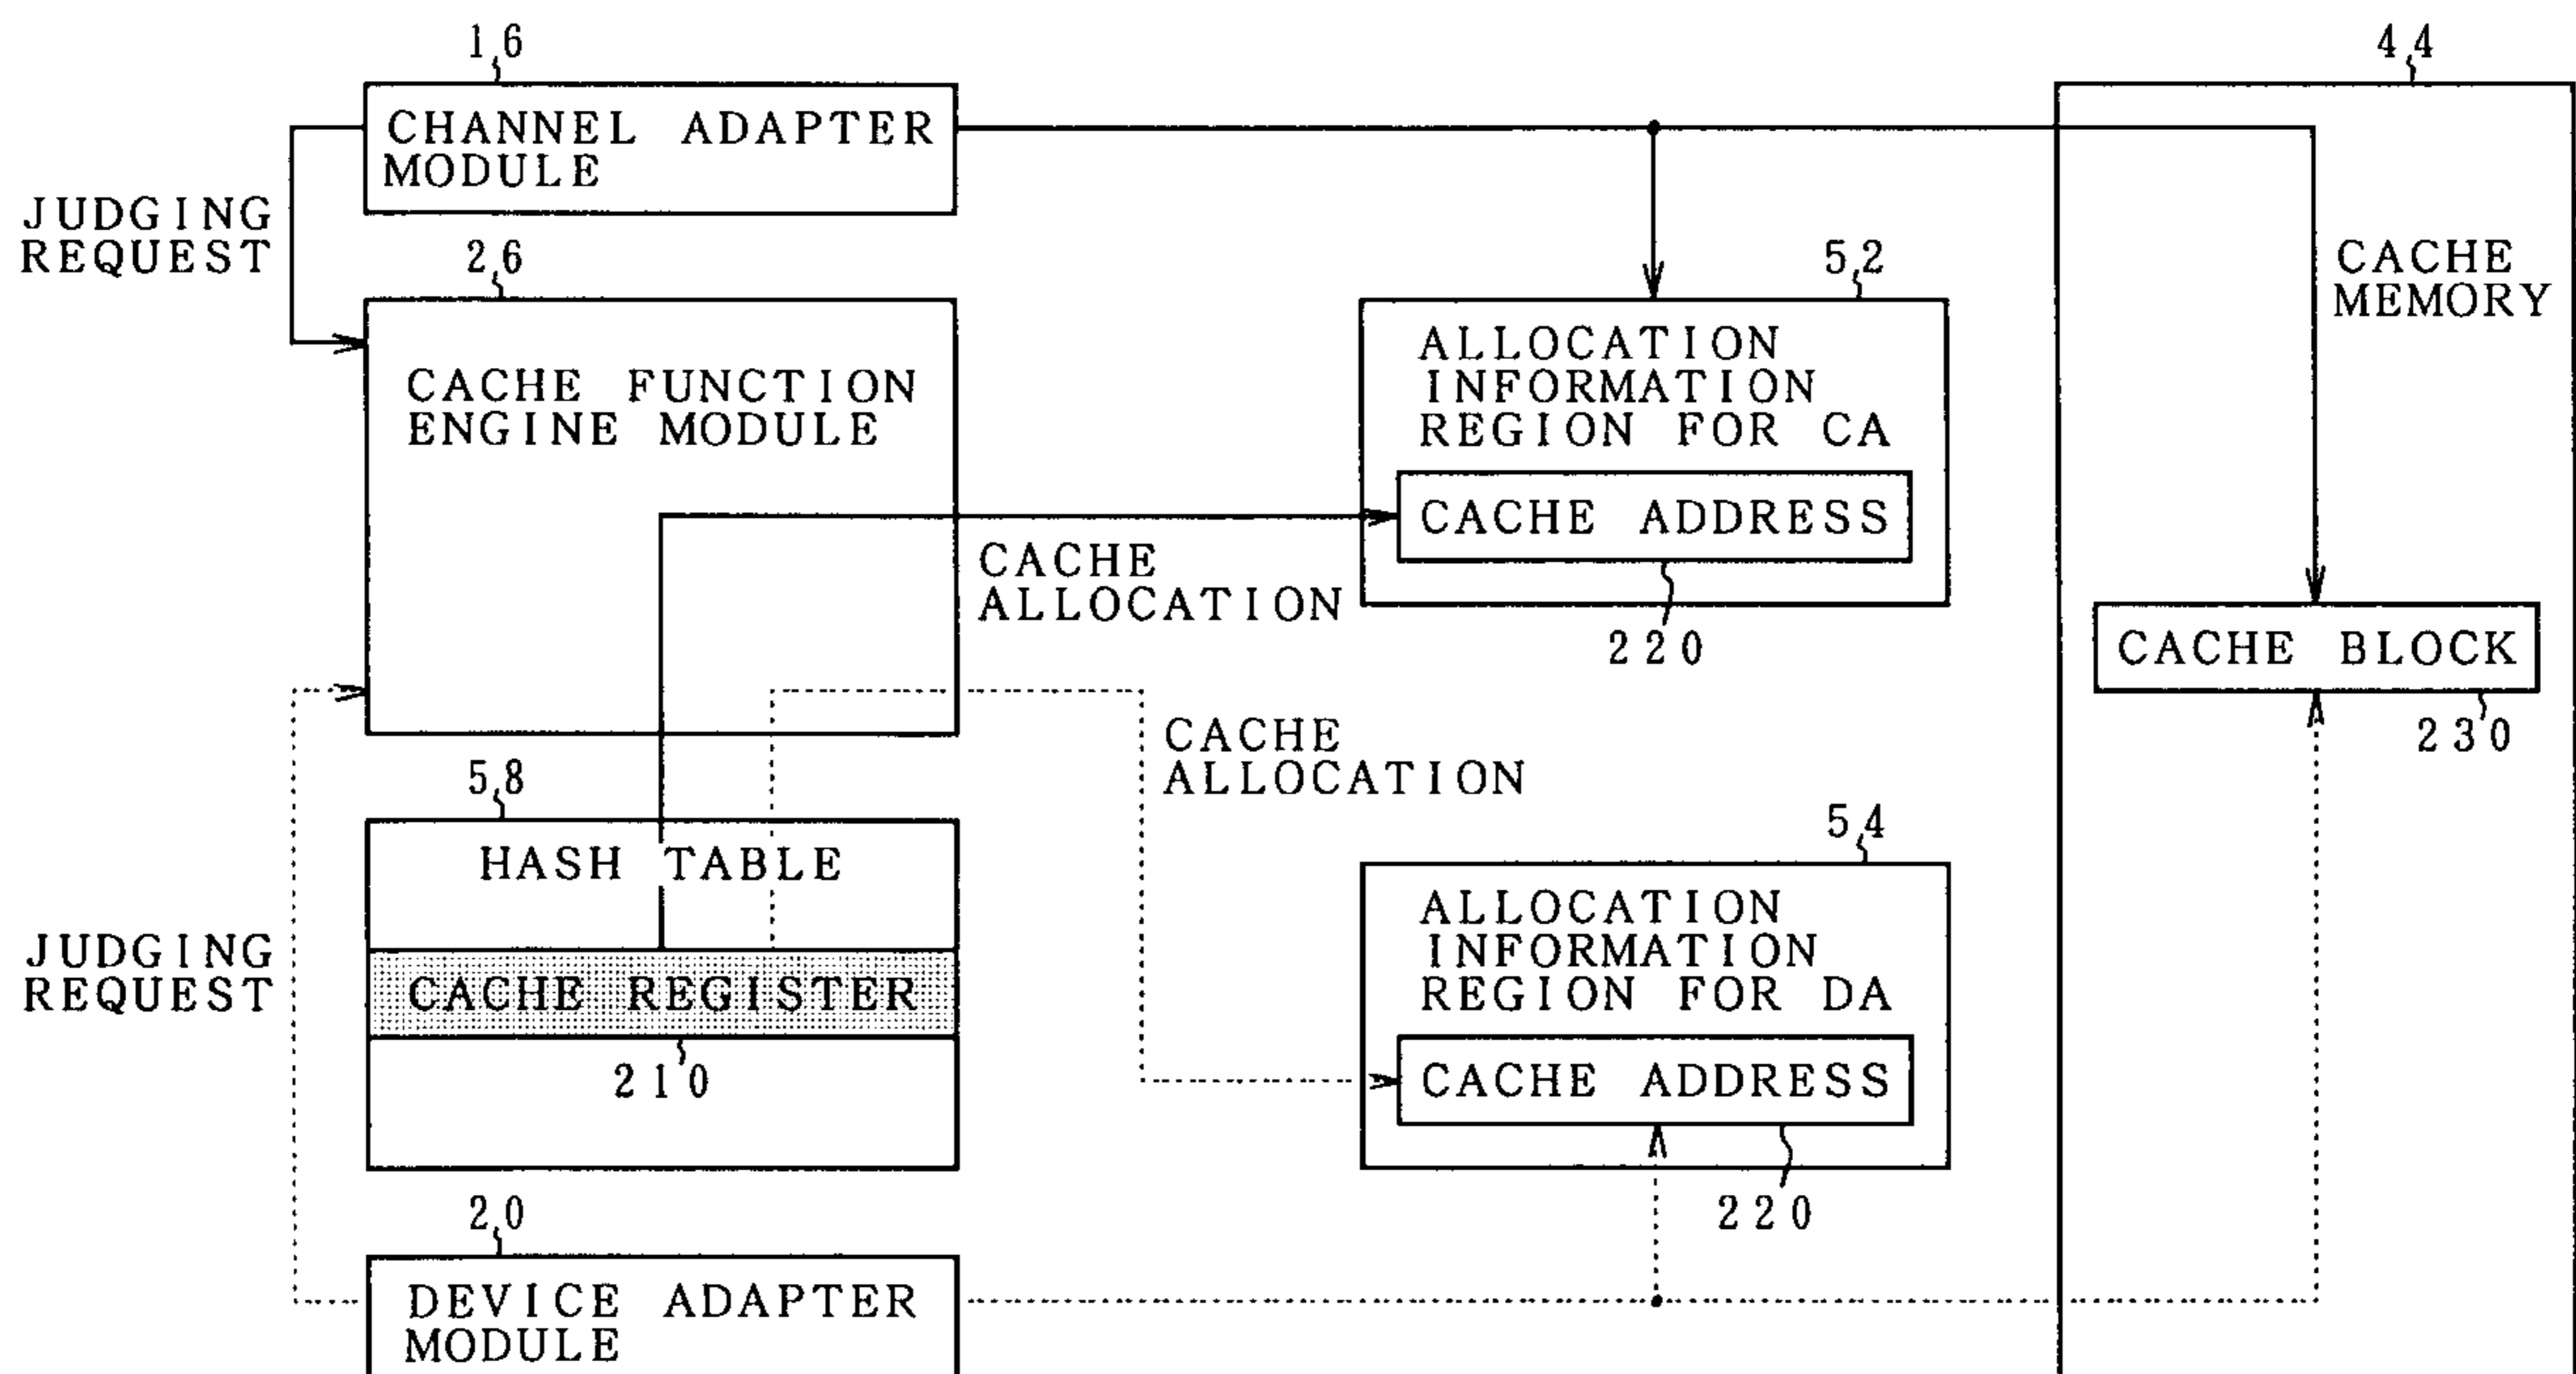 16
CHANNEL ADAPTER
MODULE
44
JUDGING
REQUEST
26
CACHE FUNCTION
ENGINE MODULE
52
ALLOCATION
INFORMATION
REGION FOR CA
CACHE ADDRESS
220
CACHE
MEMORY
CACHE
ALLOCATION
CACHE BLOCK
230
CACHE
ALLOCATION
58
HASH TABLE
CACHE REGISTER
210
JUDGING
REQUEST
54
ALLOCATION
INFORMATION
REGION FOR DA
CACHE ADDRESS
220
20
DEVICE ADAPTER
MODULE